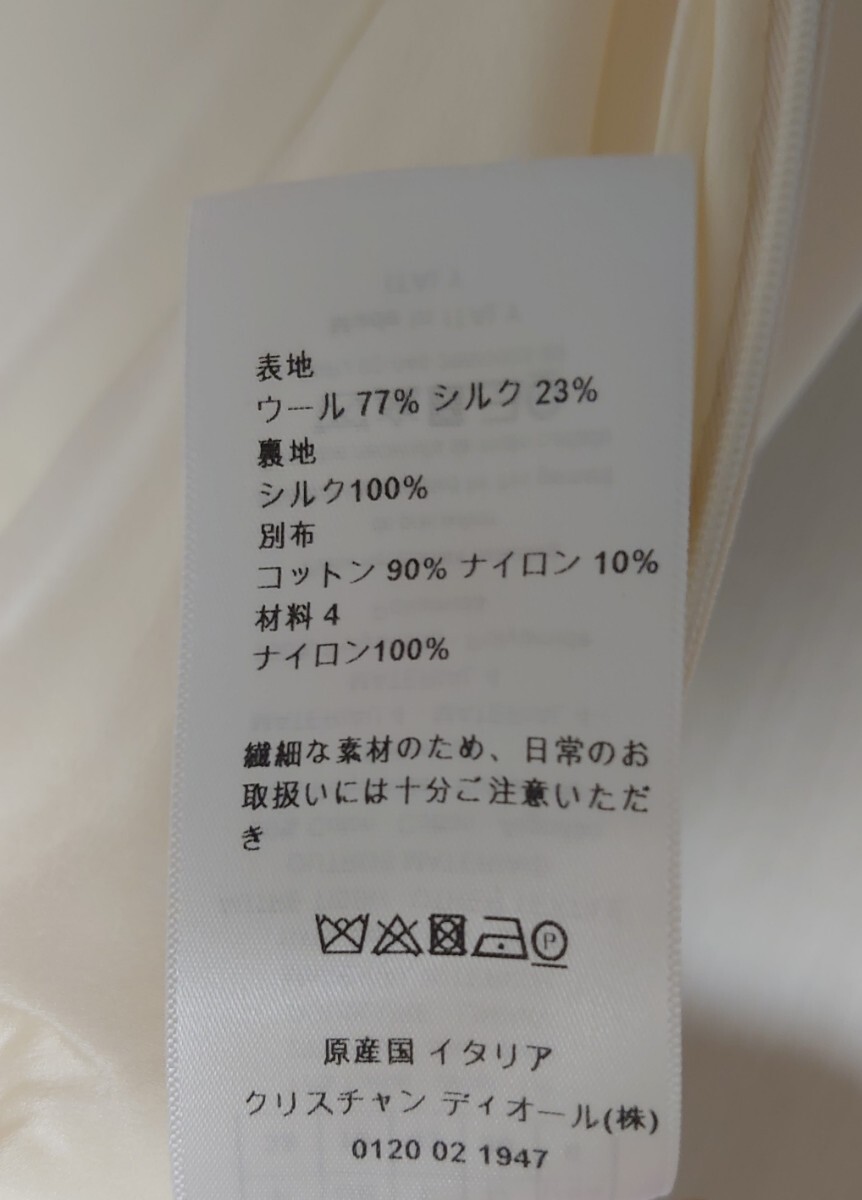 表地
ウール 77% シルク 23%
裏地
シルク100%
別布
コットン 90% ナイロン 10%
材料 4
ナイロン100%
繊細な素材のため、日常のお
取扱いには十分ご注意いただ
き
P
原産国 イタリア
クリスチャン ディオール(株)
0120 02 1947